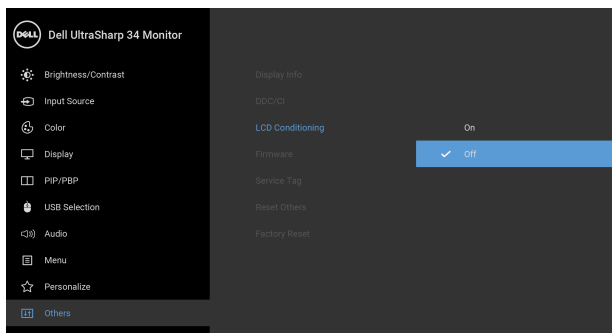 DELL
Dell UltraSharp 34 Monitor
Brightness/Contrast
Input Source
Color
Display
PIP/PBP
USB Selection
Audio
Menu
Personalize
Others
Display Info
DDC/CI
LCD Conditioning
Firmware
Service Tag
Reset Others
Factory Reset
On
Off